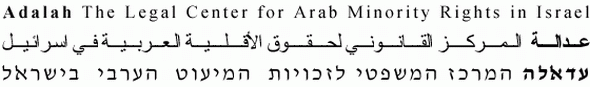 Adalah The Legal Center for Arab Minority Rights in Israel
عدالة المركز القانوني لحقوق الأقلية العربية في اسرائيل
עדאלה המרכז המשפטי לזכויות המיעוט הערבי בישראל